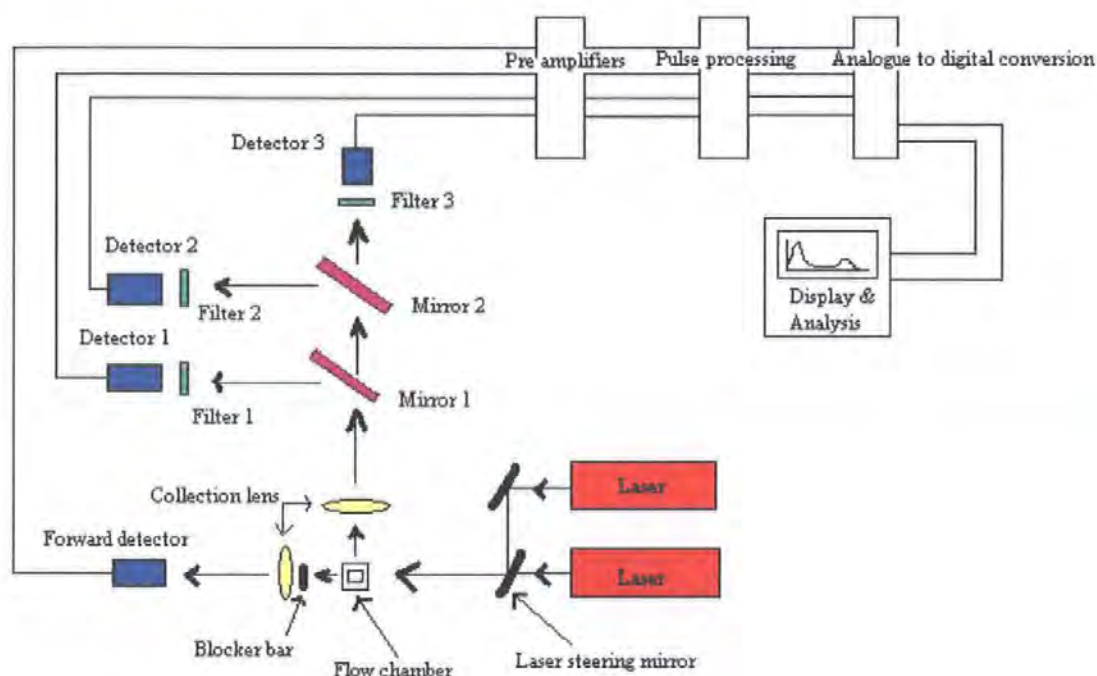 Pre amplifiers
Pulse processing
Analogue to digital conversion
Detector 3
Filter 3
Detector 2
Filter 2
Mirror 2
Display &
Analysis
Detector 1
Filter 1
Mirror 1
Laser
Collection lens
Forward detector
Laser
Blocker bar
Flow chamber
Laser steering mirror